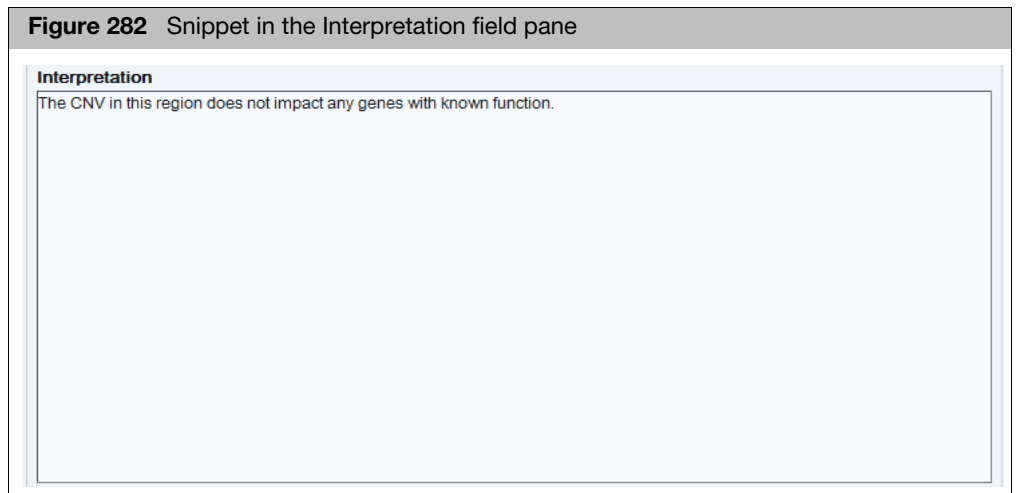 Figure 282 Snippet in the Interpretation field pane
Interpretation
The CNV in this region does not impact any genes with known function.